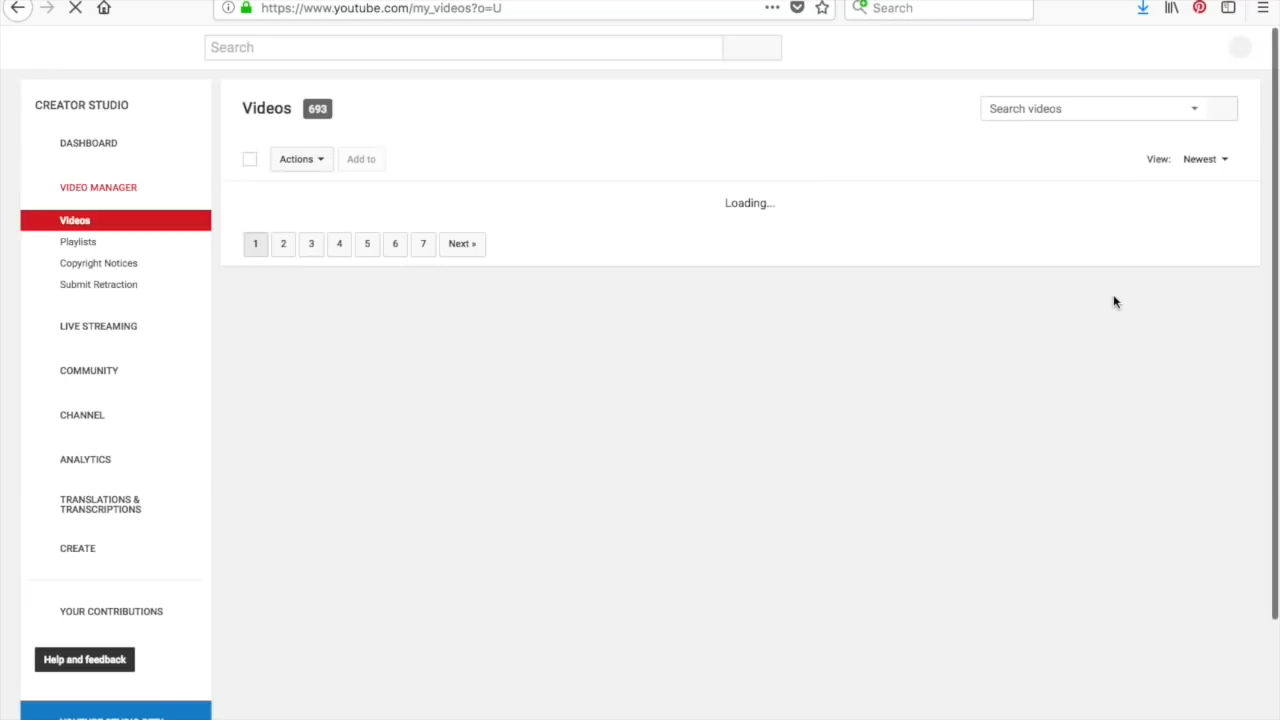 https://www.youtube.com/my_videos?o=U
Search
Search
CREATOR STUDIO
Videos 693
Search videos
DASHBOARD
Actions
Add to
View: Newest
VIDEO MANAGER
Loading...
Videos
Playlists
1 2 3 4 5 6 7 Next »
Copyright Notices
Submit Retraction
LIVE STREAMING
COMMUNITY
CHANNEL
ANALYTICS
TRANSLATIONS &
TRANSCRIPTIONS
CREATE
YOUR CONTRIBUTIONS
Help and feedback